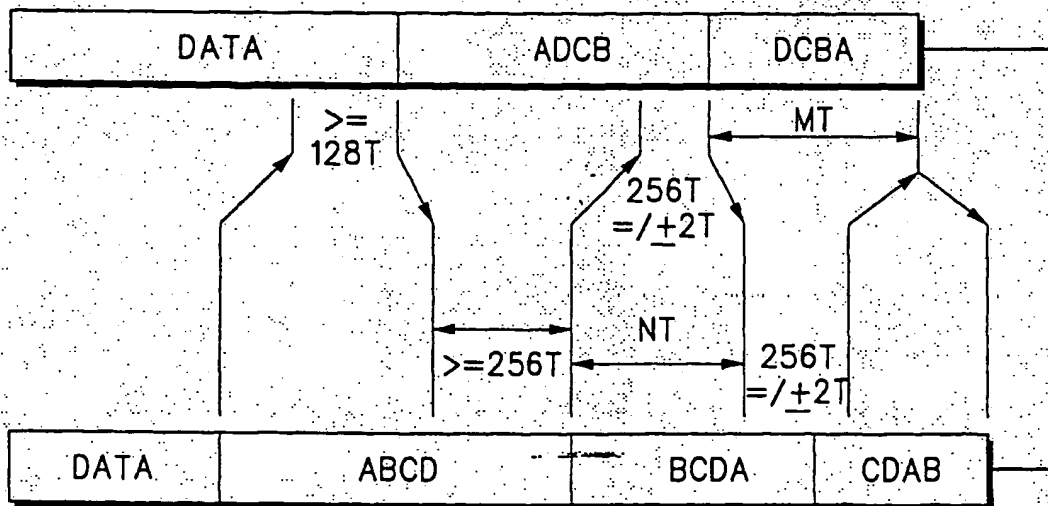 DATA ADCB DCBA
>=
128T
MT
256T
=/±2T
NT
>=256T
256T
=/±2T
DATA ABCD BCDA CDAB